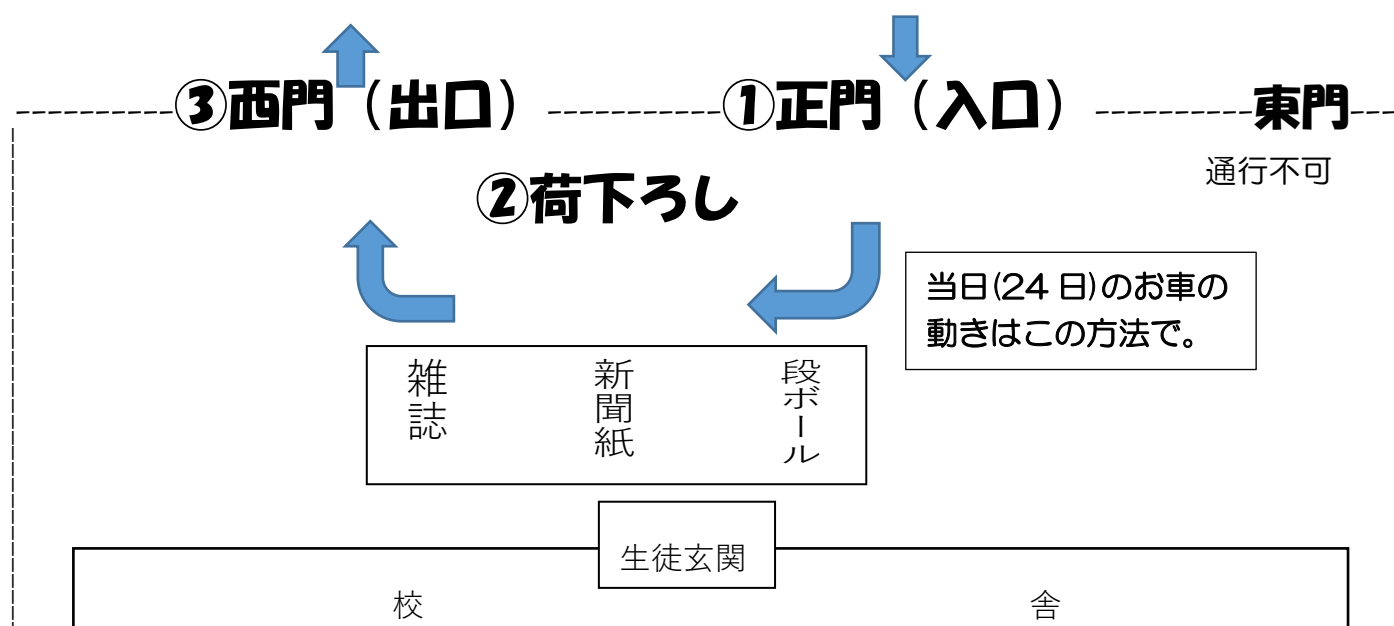 ③西門（出口）
①正門（入口）
東門
通行不可
②荷下ろし
当日(24 日)のお車の
動きはこの方法で。
雑誌
新聞紙
段ボール
生徒玄関
校 舎